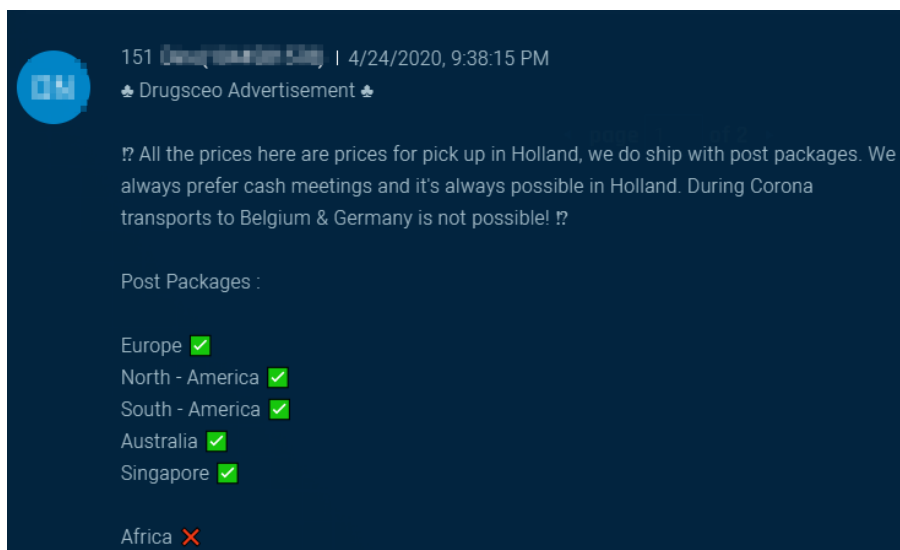 151 | 4/24/2020, 9:38:15 PM
♣ Drugsceo Advertisement ♣
⁉ All the prices here are prices for pick up in Holland, we do ship with post packages. We
always prefer cash meetings and it's always possible in Holland. During Corona
transports to Belgium & Germany is not possible! ⁉
Post Packages :
Europe ✅
North - America ✅
South - America ✅
Australia ✅
Singapore ✅
Africa ❌